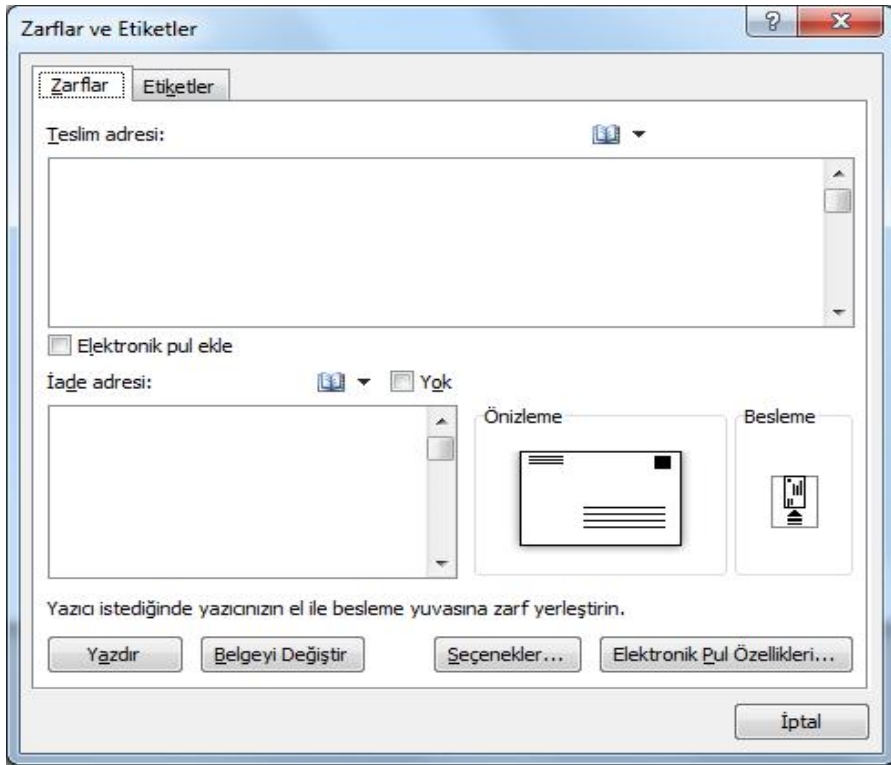 Zarflar ve Etiketler
Zarflar Etiketler
Teslim adresi:
Elektronik pul ekle
İade adresi: Yok
Önizleme Besleme
Yazıcı istediğinde yazıcınızın el ile besleme yuvasına zarf yerleştirin.
Yazdır Belgeyi Değiştir Seçenekler... Elektronik Pul Özellikleri...
İptal